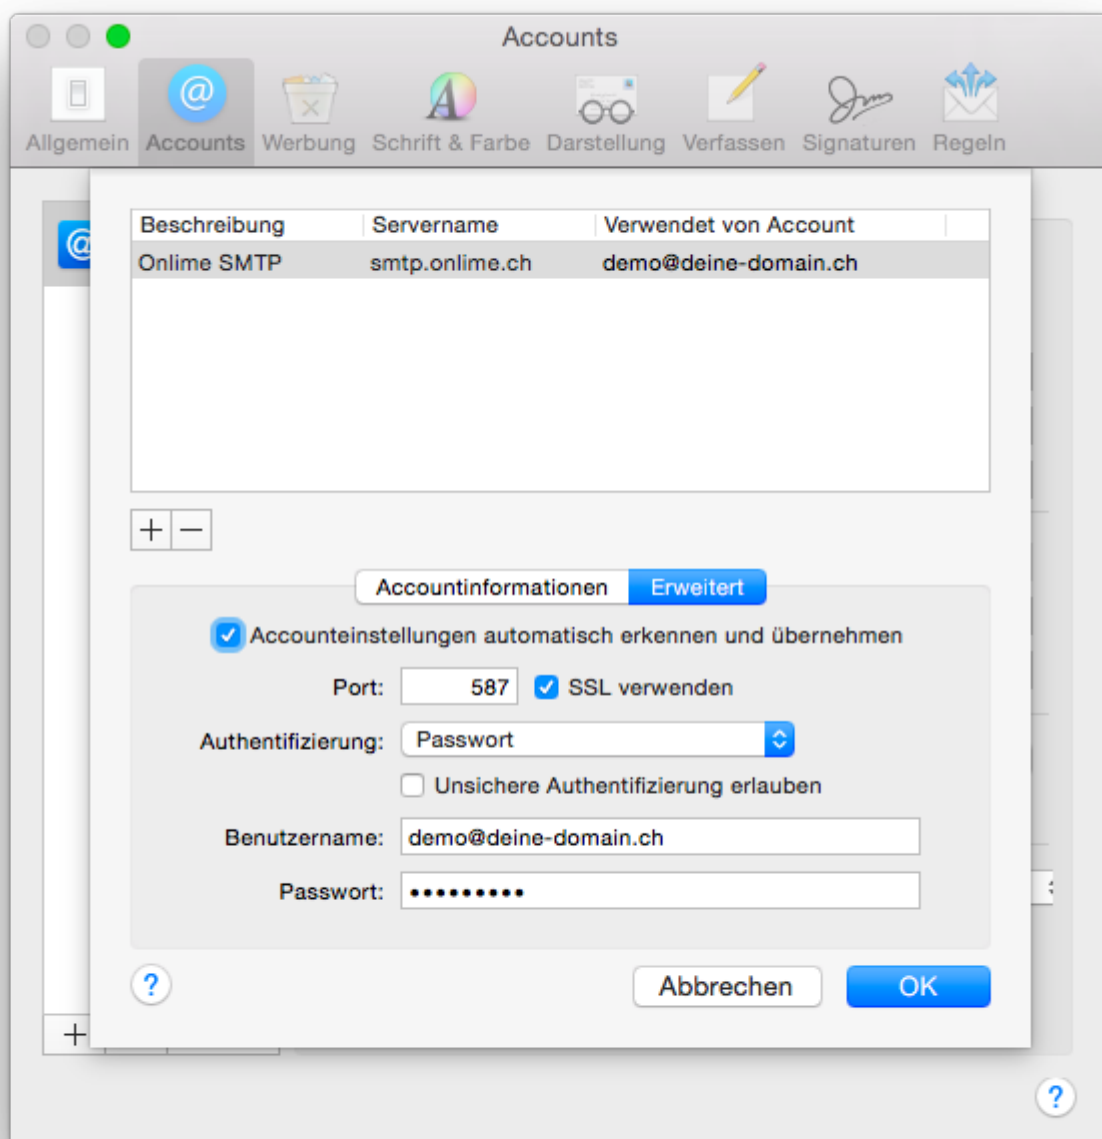 Accounts
Allgemein Accounts Werbung Schrift & Farbe Darstellung Verfassen Signaturen Regeln
Beschreibung Servername Verwendet von Account
Onlime SMTP smtp.onlime.ch demo@deine-domain.ch
Accountinformationen Erweitert
Accounteinstellungen automatisch erkennen und übernehmen
Port: 587 SSL verwenden
Authentifizierung: Passwort
Unsichere Authentifizierung erlauben
Benutzername: demo@deine-domain.ch
Passwort: •••••••••
? Abbrechen OK
?